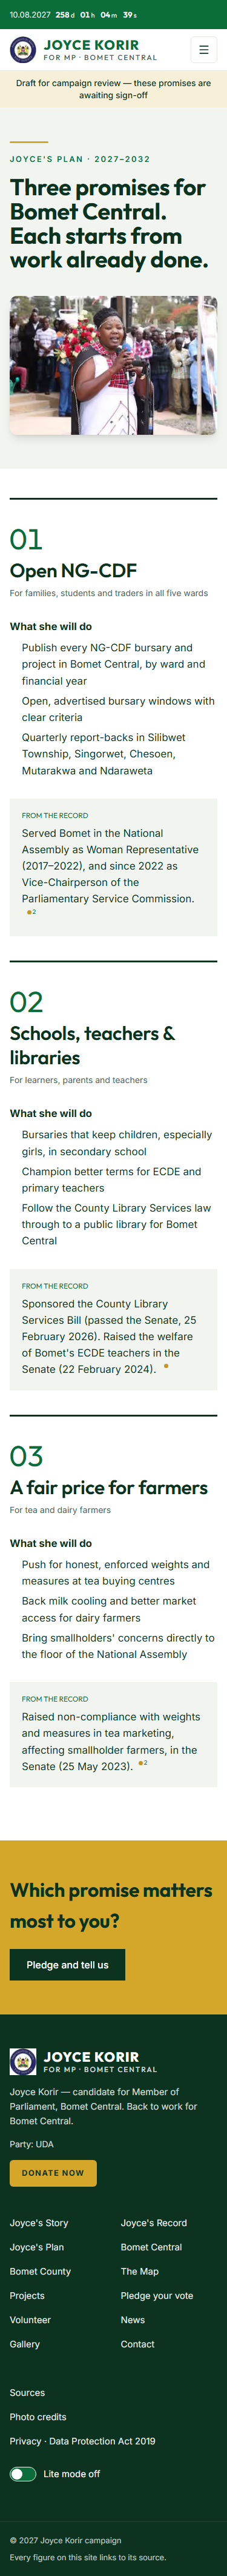 10.08.2027 258 d 01 h 04 m 39 s
JOYCE KORIR
FOR MP · BOMET CENTRAL
Draft for campaign review — these promises are
awaiting sign-off
JOYCE'S PLAN · 2027–2032
Three promises for
Bomet Central.
Each starts from
work already done.
01
Open NG-CDF
For families, students and traders in all five wards
What she will do
Publish every NG-CDF bursary and
project in Bomet Central, by ward and
financial year
Open, advertised bursary windows with
clear criteria
Quarterly report-backs in Silibwet
Township, Singorwet, Chesoen,
Mutarakwa and Ndaraweta
FROM THE RECORD
Served Bomet in the National
Assembly as Woman Representative
(2017–2022), and since 2022 as
Vice-Chairperson of the
Parliamentary Service Commission.
2
02
Schools, teachers &
libraries
For learners, parents and teachers
What she will do
Bursaries that keep children, especially
girls, in secondary school
Champion better terms for ECDE and
primary teachers
Follow the County Library Services law
through to a public library for Bomet
Central
FROM THE RECORD
Sponsored the County Library
Services Bill (passed the Senate, 25
February 2026). Raised the welfare
of Bomet's ECDE teachers in the
Senate (22 February 2024).
03
A fair price for farmers
For tea and dairy farmers
What she will do
Push for honest, enforced weights and
measures at tea buying centres
Back milk cooling and better market
access for dairy farmers
Bring smallholders' concerns directly to
the floor of the National Assembly
FROM THE RECORD
Raised non-compliance with weights
and measures in tea marketing,
affecting smallholder farmers, in the
Senate (25 May 2023). 2
Which promise matters
most to you?
Pledge and tell us
JOYCE KORIR
FOR MP · BOMET CENTRAL
Joyce Korir — candidate for Member of
Parliament, Bomet Central. Back to work for
Bomet Central.
Party: UDA
DONATE NOW
Joyce's Story Joyce's Record
Joyce's Plan Bomet Central
Bomet County The Map
Projects Pledge your vote
Volunteer News
Gallery Contact
Sources
Photo credits
Privacy · Data Protection Act 2019
Lite mode off
© 2027 Joyce Korir campaign
Every figure on this site links to its source.